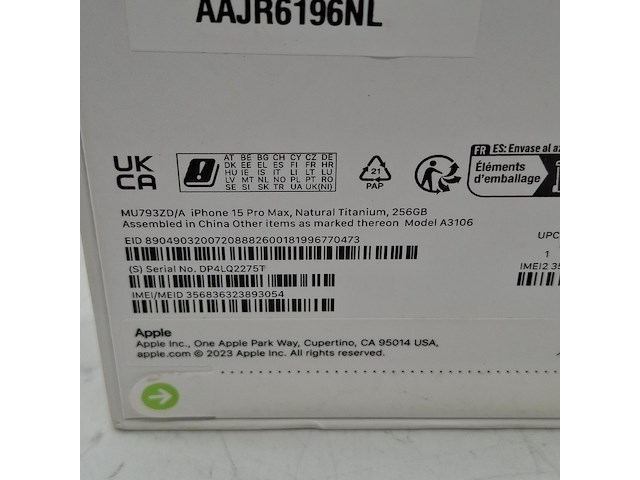 AAJR6196NL
UK
CA
AT BE BG CH CY CZ DE
DK EE EL ES FI FR HR
HU IE IS IT LI LT LU
LV MT NL NO PL PT RO
SE SI SK TR UA UK(NI)
21
PAP
FR ES: Envase al az
Éléments
d'emballage
MU793ZD/A iPhone 15 Pro Max, Natural Titanium, 256GB
Assembled in China Other items as marked thereon Model A3106
EID 89049032007208882600181996770473
UPC
(S) Serial No. DP4LQ2275T
1
IMEI2 35
IMEI/MEID 356836323893054
Apple
Apple Inc., One Apple Park Way, Cupertino, CA 95014 USA,
apple.com © 2023 Apple Inc. All rights reserved.